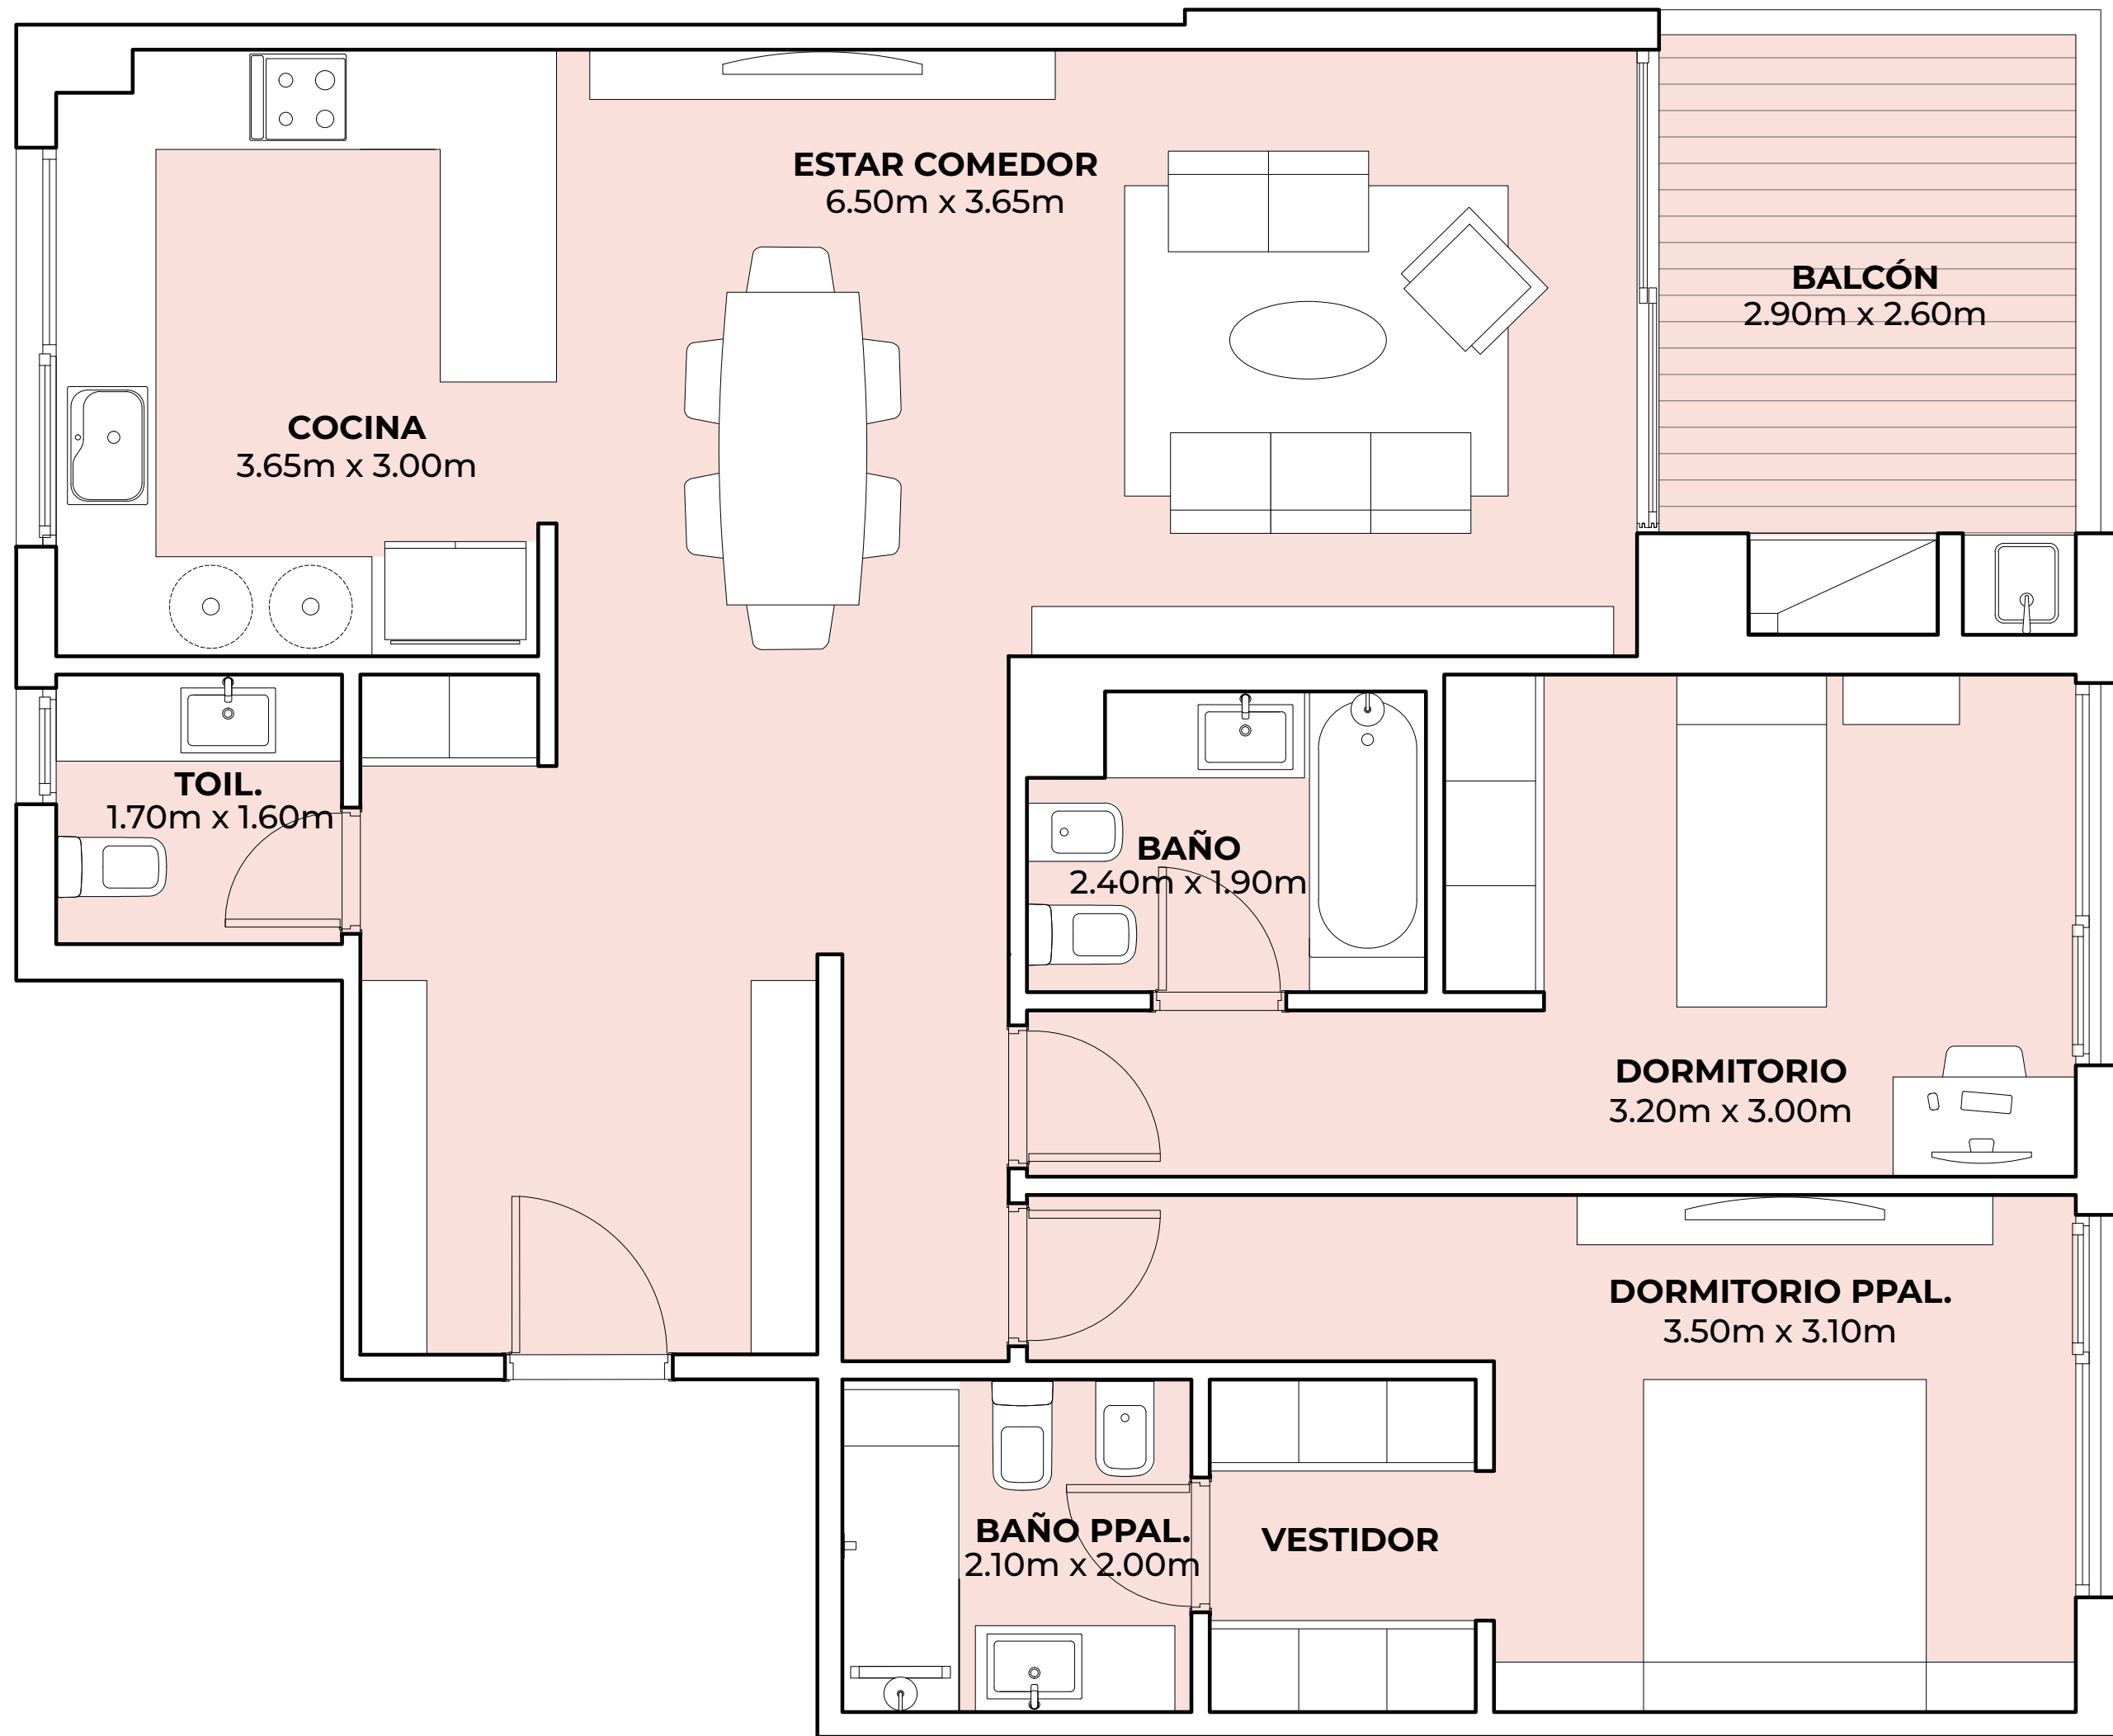 ESTAR COMEDOR
6.50m x 3.65m
BALCÓN
2.90m x 2.60m
COCINA
3.65m x 3.00m
TOIL.
1.70m x 1.60m
BAÑO
2.40m x 1.90m
DORMITORIO
3.20m x 3.00m
DORMITORIO PPAL.
3.50m x 3.10m
BAÑO PPAL.
2.10m x 2.00m
VESTIDOR